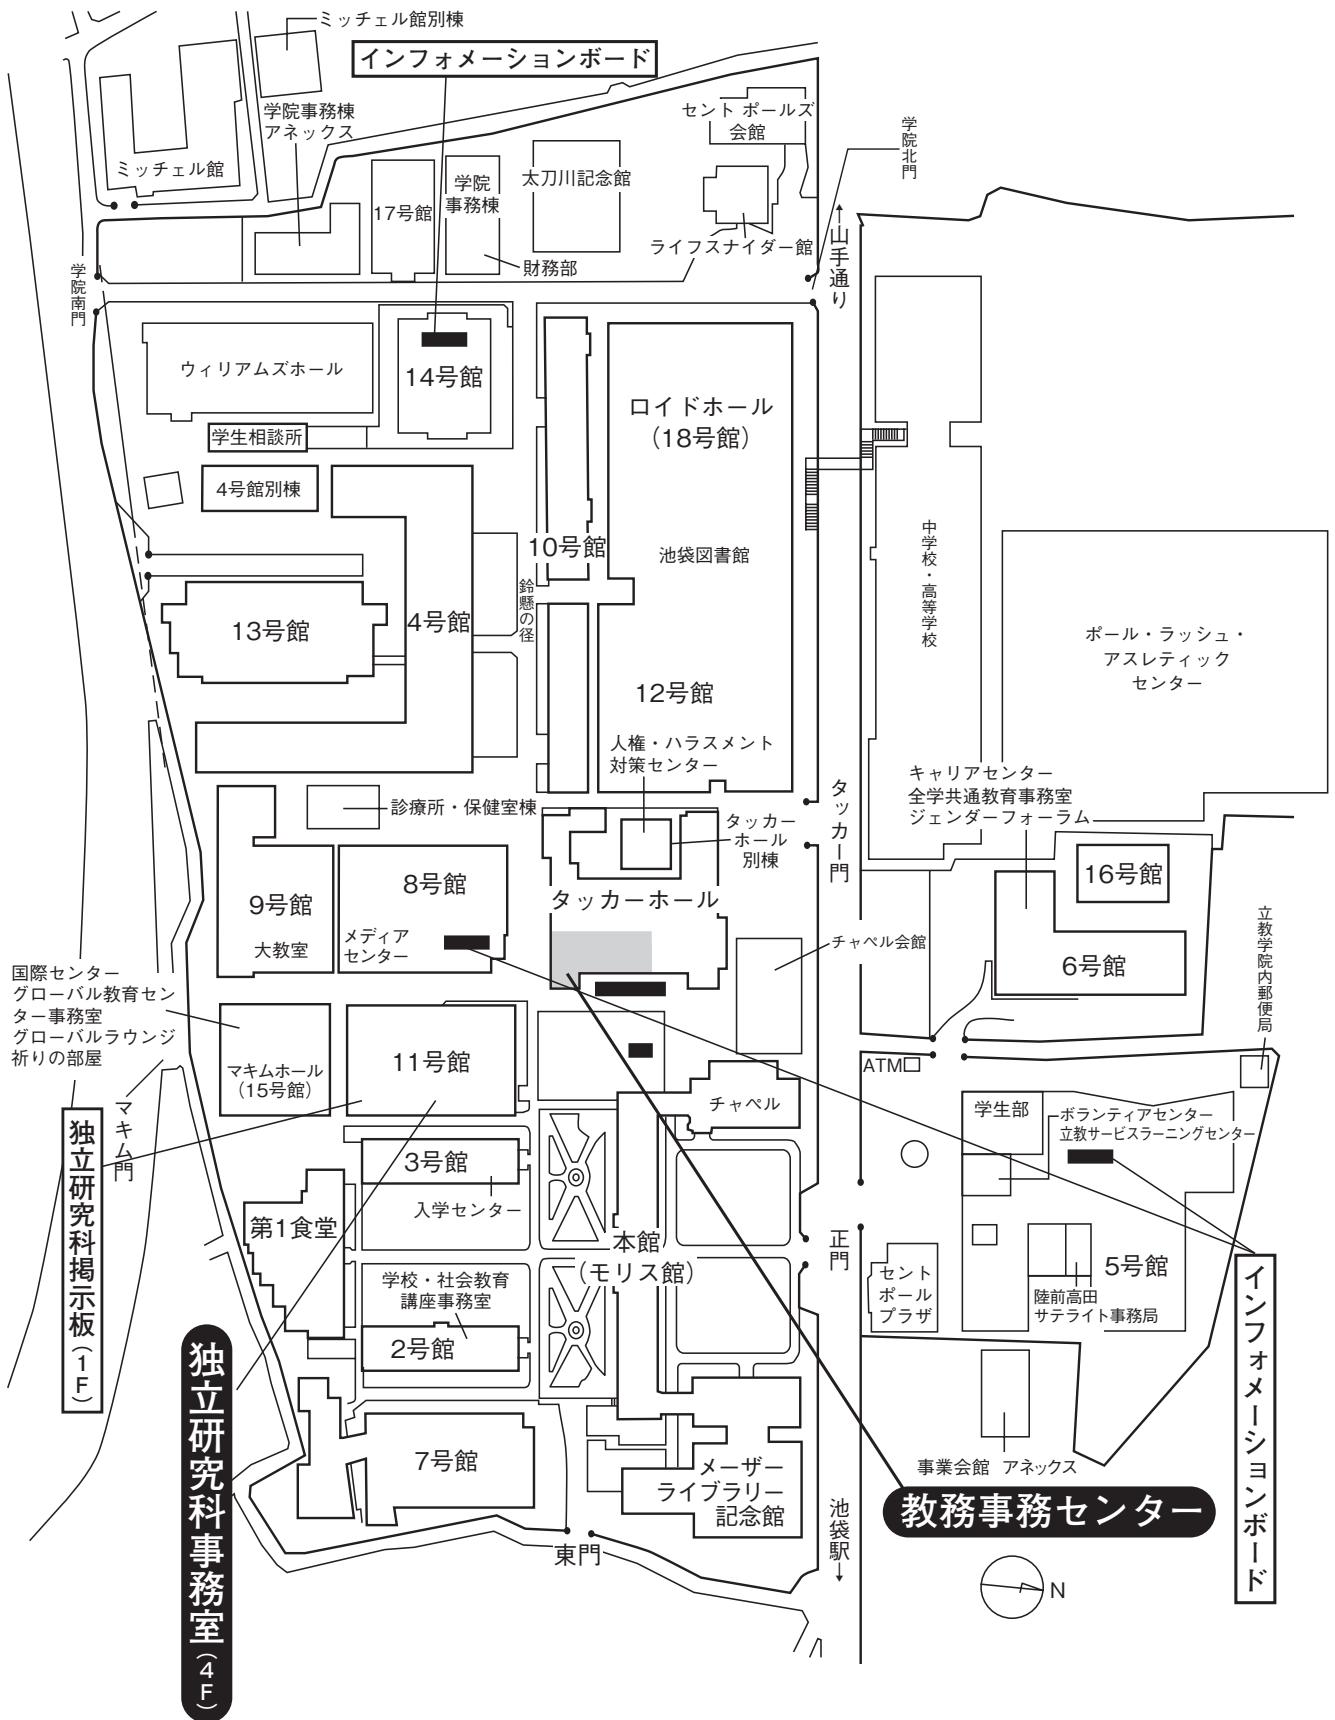 ミッチェル館別棟
インフォメーションボード
学院事務棟
アネックス
ミッチェル館
17号館
学院
事務棟
太刀川記念館
財務部
セント ポールズ
会館
ライフスナイダー館
学院北門
←山手通り
学院南門
ウィリアムズホール
14号館
学生相談所
4号館別棟
10号館
ロイドホール
(18号館)
池袋図書館
鈴懸の径
13号館
4号館
12号館
人権・ハラスメント
対策センター
中学校・高等学校
ポール・ラッシュ・
アスレティック
センター
キャリアセンター
全学共通教育事務室
ジェンダーフォーラム
診療所・保健室棟
タッカー
ホール
別棟
タッカー門
16号館
9号館
大教室
8号館
メディア
センター
タッカーホール
チャペル会館
6号館
立教学院内郵便局
国際センター
グローバル教育セン
ター事務室
グローバルラウンジ
祈りの部屋
マキムホール
(15号館)
11号館
チャペル
ATM
学生部
ボランティアセンター
立教サービスラーニングセンター
マキム門
独立研究科掲示板(1F)
3号館
入学センター
第1食堂
本館
(モリス館)
正門
セント
ポール
プラザ
5号館
陸前高田
サテライト事務局
学校・社会教育
講座事務室
2号館
インフォメーションボード
独立研究科事務室(4F)
7号館
メーザー
ライブラリー
記念館
事業会館 アネックス
教務事務センター
池袋駅→
東門
N